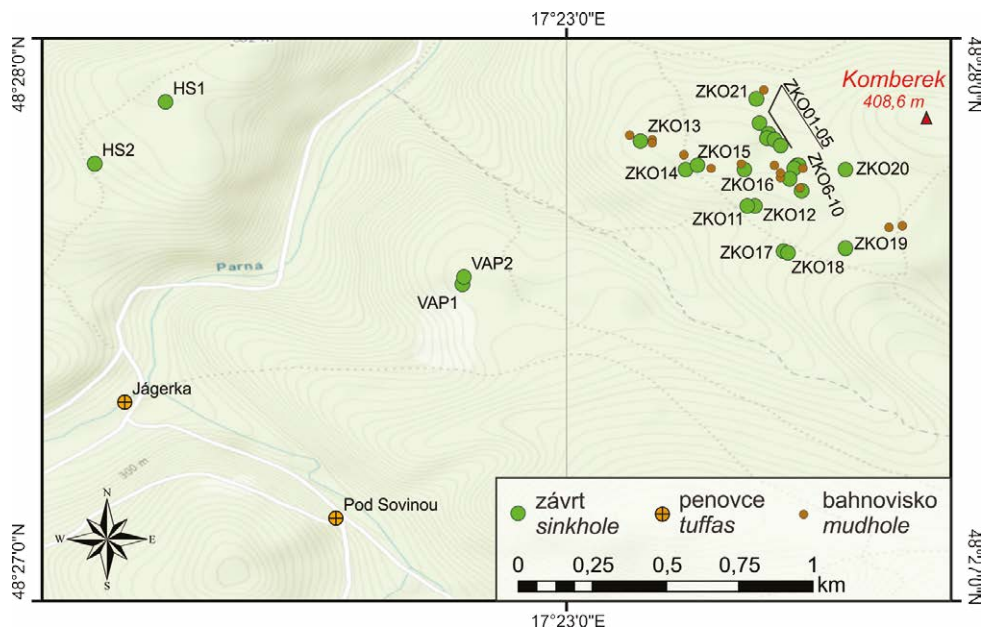 17°23'0"E
48°28'0"N
48°28'0"N
HS1
HS2
ZKO21
ZKO01-05
Komberek
408,6 m
ZKO13
ZKO15
ZKO14
ZKO16
ZKO6-10
ZKO20
ZKO11
ZKO12
ZKO17
ZKO18
ZKO19
Parná
VAP2
VAP1
Jágerka
300 m
Pod Sovinou
N
W
E
S
závrt
sinkhole
penovce
tuffas
bahnovisko
mudhole
0
0,25
0,5
0,75
1
km
48°27'0"N
48°27'0"N
17°23'0"E